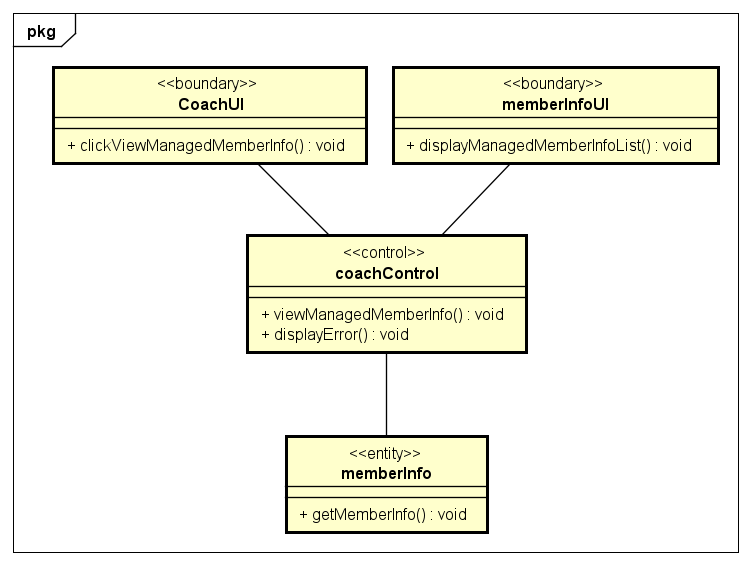 pkg
<<boundary>>
CoachUI
+ clickViewManagedMemberInfo() : void
<<boundary>>
memberInfoUI
+ displayManagedMemberInfoList() : void
<<control>>
coachControl
+ viewManagedMemberInfo() : void
+ displayError() : void
<<entity>>
memberInfo
+ getMemberInfo() : void